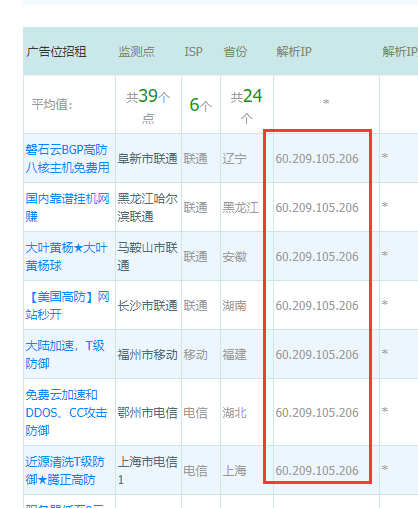 广告位招租 监测点 ISP 省份 解析IP 解析IP
平均值： 共39个点 6个 共24个 *
磐石云BGP高防
八核主机免费用 阜新市联通 联通 辽宁 60.209.105.206 *
国内靠谱挂机网
赚 黑龙江哈尔
滨联通 联通 黑龙江 60.209.105.206 *
大叶黄杨★大叶
黄杨球 马鞍山市联
通 联通 安徽 60.209.105.206 *
【美国高防】网
站秒开 长沙市联通 联通 湖南 60.209.105.206 *
大陆加速，T级
防御 福州市移动 移动 福建 60.209.105.206 *
免费云加速和
DDOS、CC攻击
防御 鄂州市电信 电信 湖北 60.209.105.206 *
近源清洗T级防
御★腾正高防 上海市电信
1 电信 上海 60.209.105.206 *